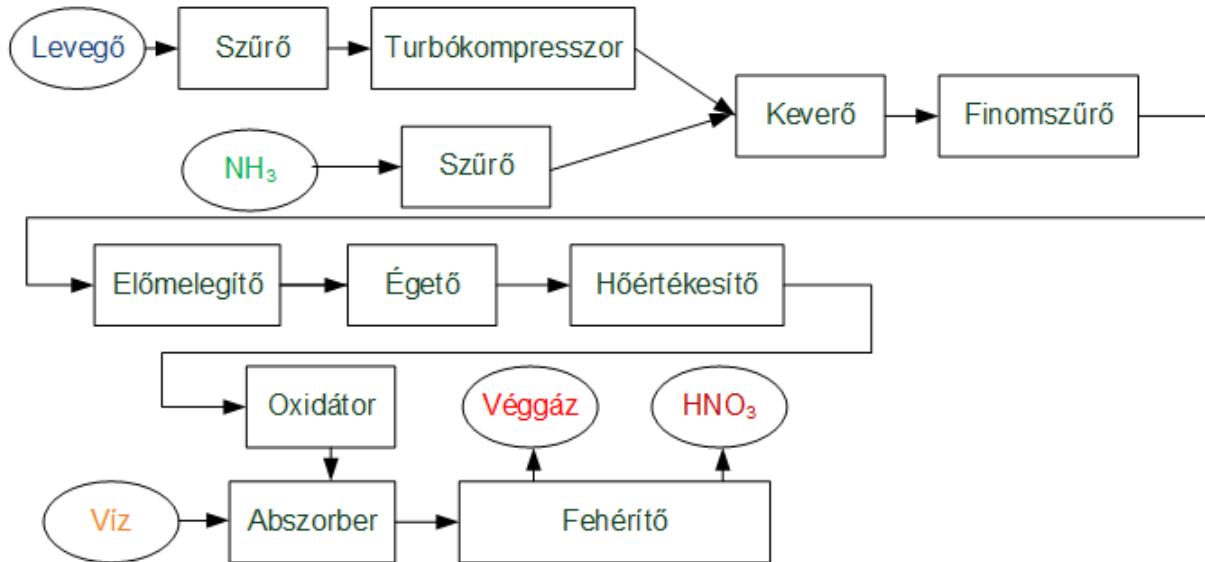 Levegő
Szűrő
Turbókompresszor
Keverő
Finomszűrő
NH₃
Szűrő
Előmelegítő
Égető
Hőértékesítő
Oxidátor
Véggáz
HNO₃
Víz
Abszorber
Fehérítő